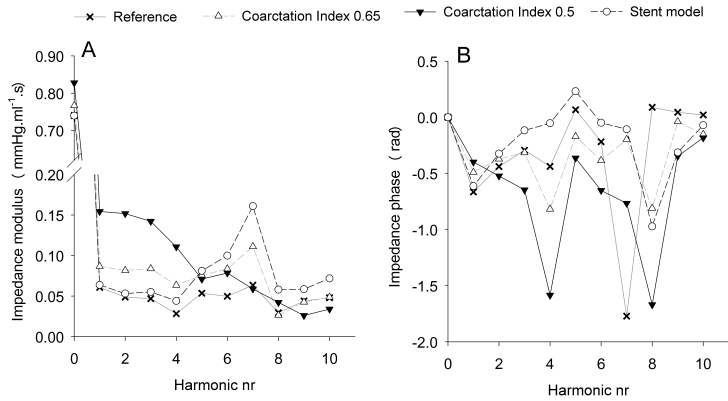 Reference
Coarctation Index 0.65
Coarctation Index 0.5
Stent model
A
Impedance modulus ( mmHg.ml⁻¹.s)
0.90
0.80
0.70
0.20
0.15
0.10
0.05
0.00
0 2 4 6 8 10
Harmonic nr
B
Impedance phase ( rad)
0.5
0.0
-0.5
-1.0
-1.5
-2.0
0 2 4 6 8 10
Harmonic nr